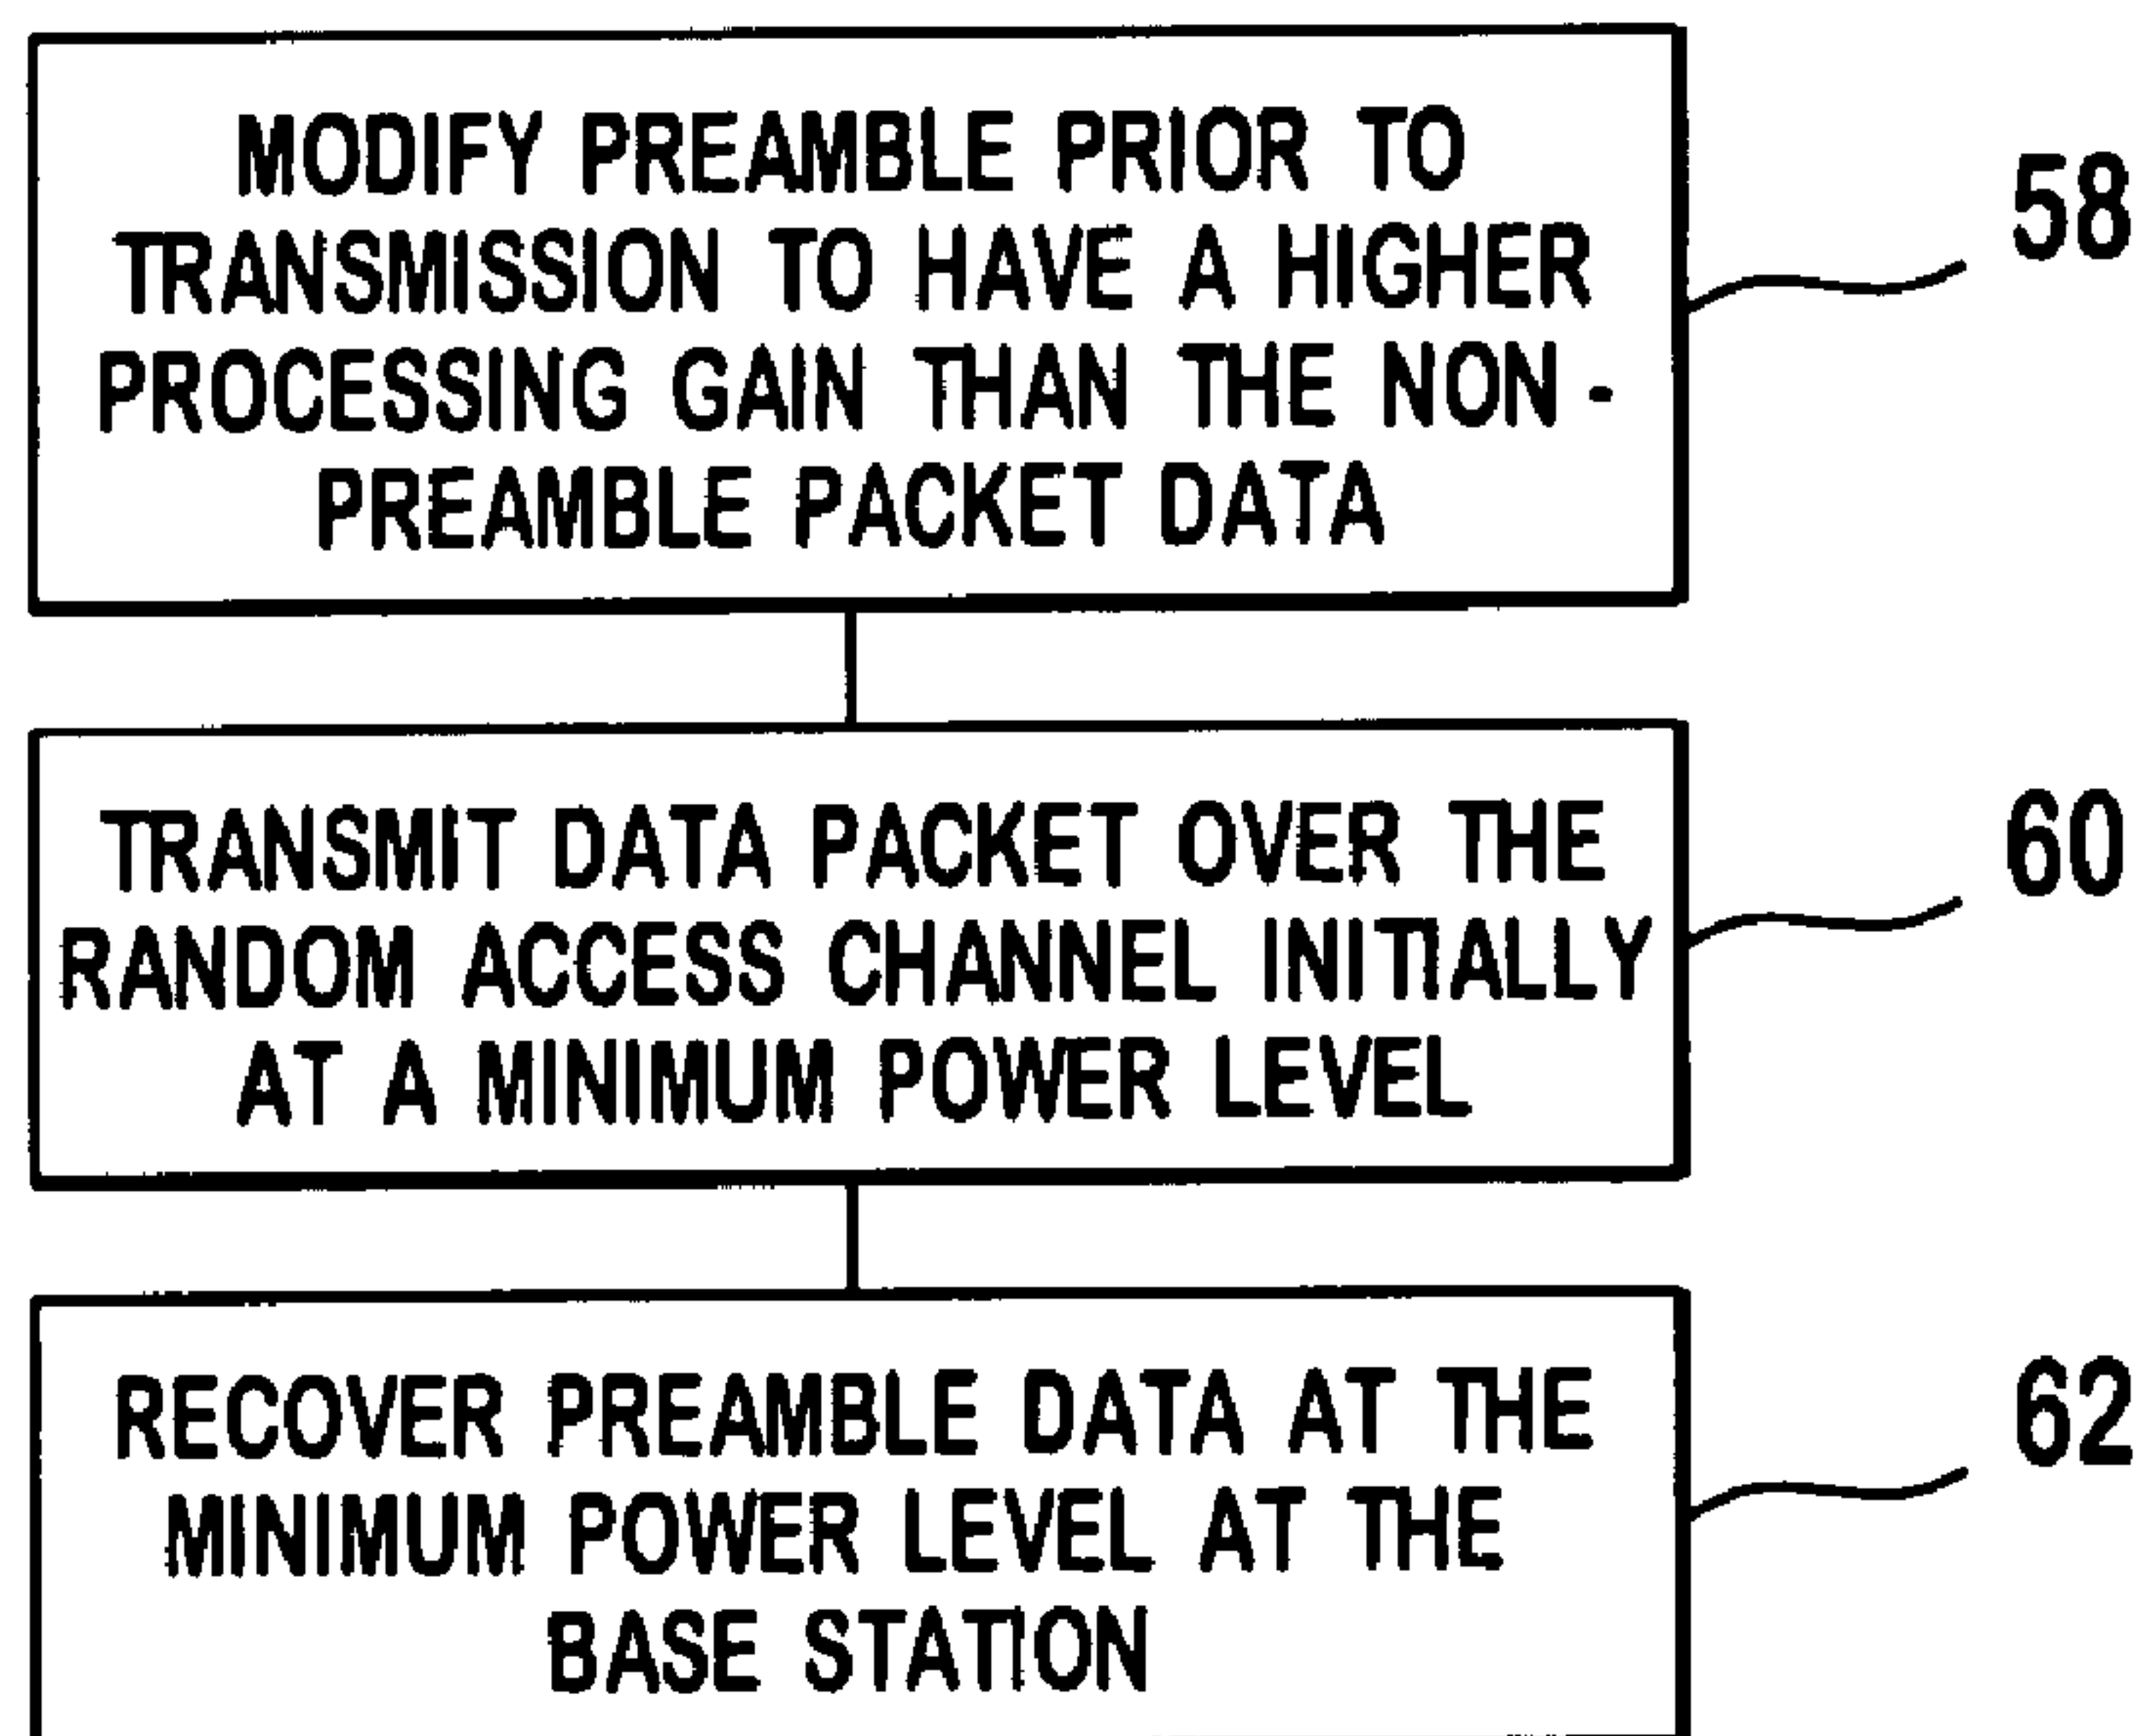 MODIFY PREAMBLE PRIOR TO
TRANSMISSION TO HAVE A HIGHER
PROCESSING GAIN THAN THE NON-
PREAMBLE PACKET DATA
58
TRANSMIT DATA PACKET OVER THE
RANDOM ACCESS CHANNEL INITIALLY
AT A MINIMUM POWER LEVEL
60
RECOVER PREAMBLE DATA AT THE
MINIMUM POWER LEVEL AT THE
BASE STATION
62